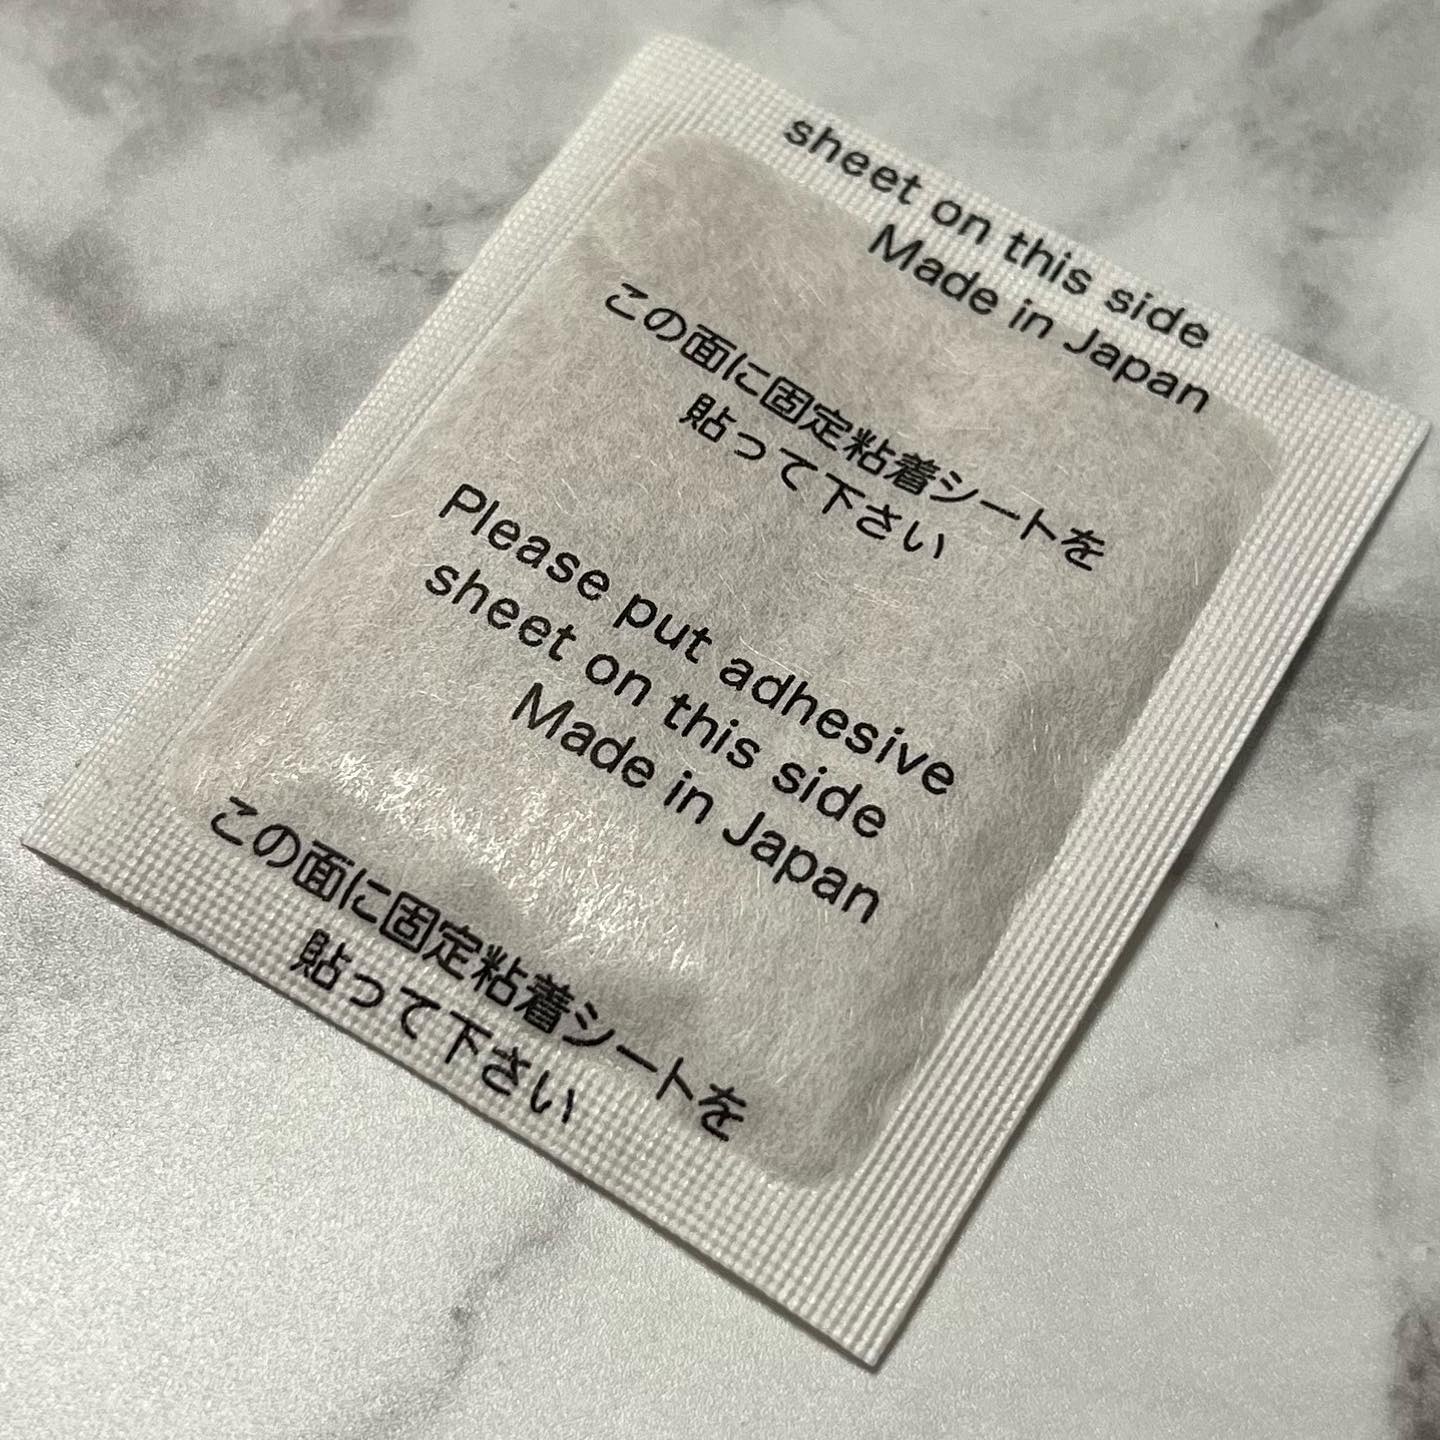 sheet on this side
Made in Japan
この面に固定粘着シートを
貼って下さい
Please put adhesive
sheet on this side
Made in Japan
この面に固定粘着シートを
貼って下さい